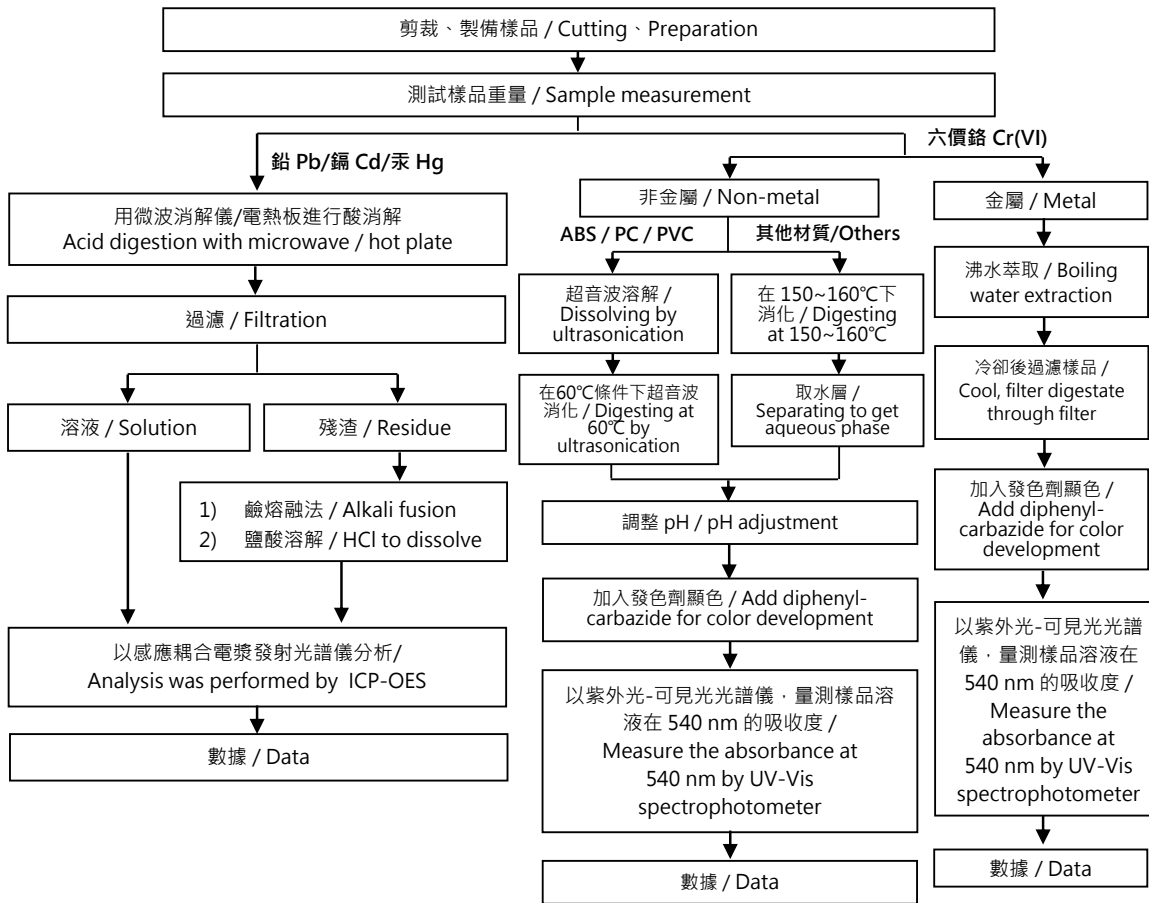 剪裁、製備樣品 / Cutting、Preparation
測試樣品重量 / Sample measurement
鉛 Pb/鎘 Cd/汞 Hg
用微波消解儀/電熱板進行酸消解
Acid digestion with microwave / hot plate
過濾 / Filtration
溶液 / Solution
殘渣 / Residue
1) 鹼熔融法 / Alkali fusion
2) 鹽酸溶解 / HCl to dissolve
以感應耦合電漿發射光譜儀分析/
Analysis was performed by ICP-OES
數據 / Data
六價鉻 Cr(VI)
非金屬 / Non-metal
ABS / PC / PVC
超音波溶解 /
Dissolving by
ultrasonication
在60℃條件下超音波
消化 / Digesting at
60℃ by
ultrasonication
其他材質/Others
在 150~160℃下
消化 / Digesting
at 150~160℃
取水層 /
Separating to get
aqueous phase
調整 pH / pH adjustment
加入發色劑顯色 / Add diphenyl-
carbazide for color development
以紫外光-可見光光譜儀，量測樣品溶
液在 540 nm 的吸收度 /
Measure the absorbance at
540 nm by UV-Vis
spectrophotometer
數據 / Data
金屬 / Metal
沸水萃取 / Boiling
water extraction
冷卻後過濾樣品 /
Cool, filter digestate
through filter
加入發色劑顯色 /
Add diphenyl-
carbazide for color
development
以紫外光-可見光光譜
儀，量測樣品溶液在
540 nm 的吸收度 /
Measure the
absorbance at
540 nm by UV-Vis
spectrophotometer
數據 / Data